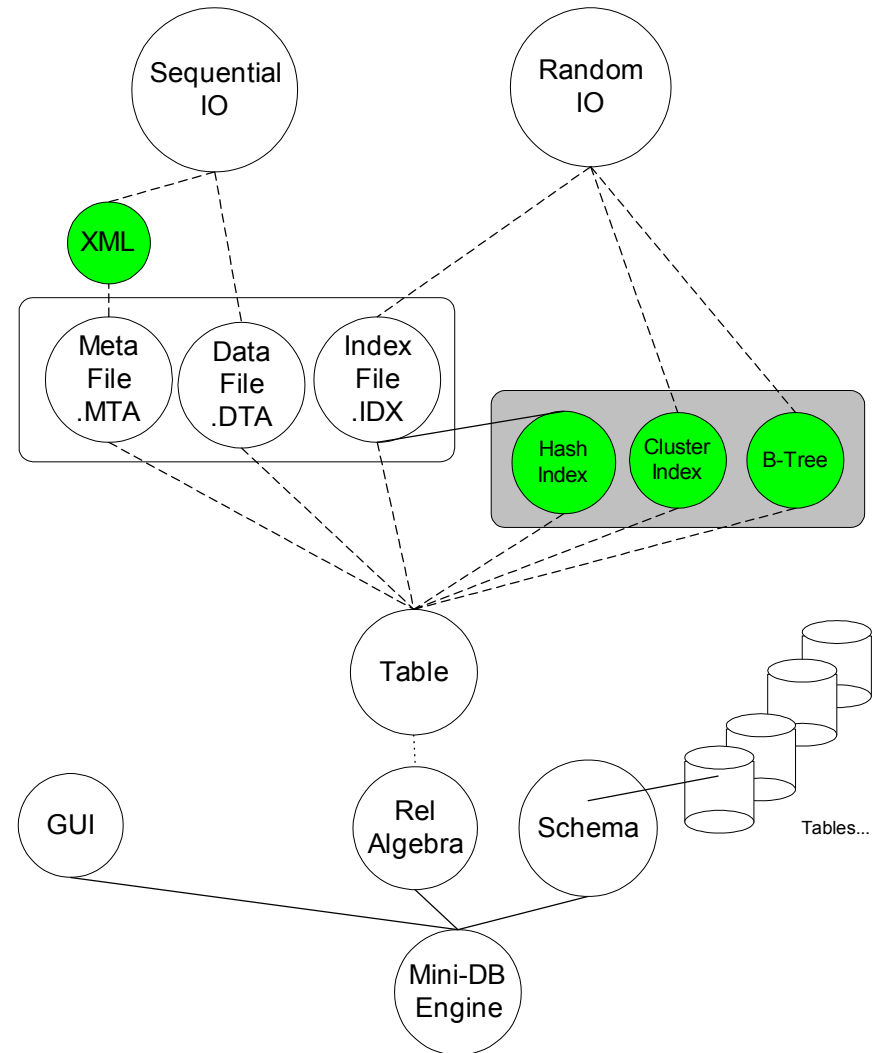 Sequential
IO
Random
IO
XML
Meta
File
.MTA
Data
File
.DTA
Index
File
.IDX
Hash
Index
Cluster
Index
B-Tree
Table
GUI
Rel
Algebra
Schema
Tables...
Mini-DB
Engine